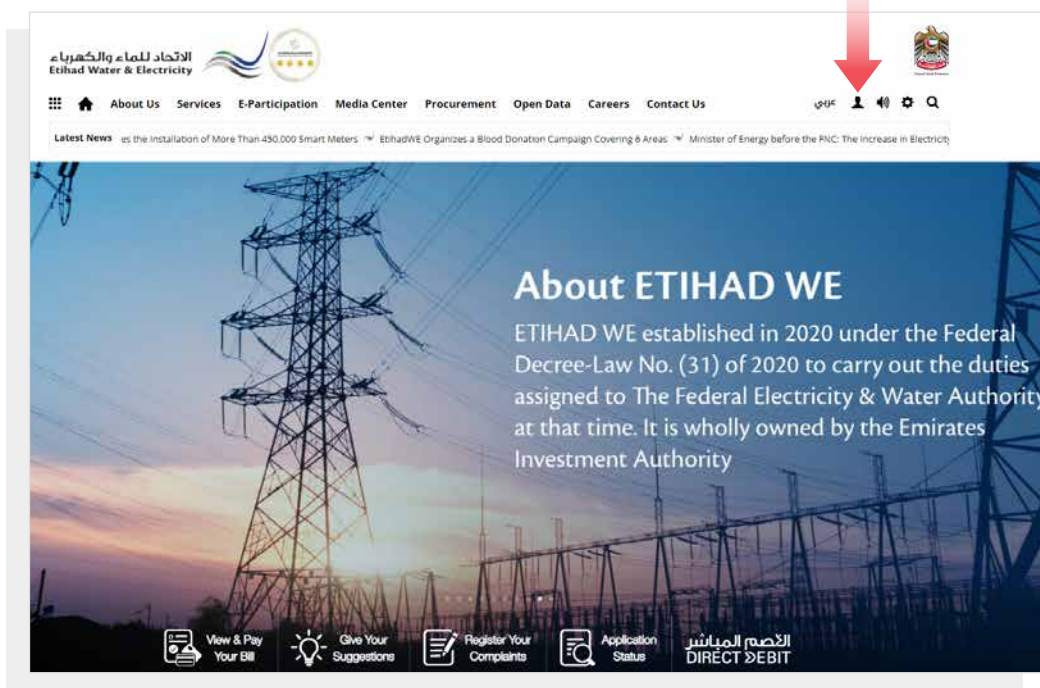 الاتحاد للماء والكهرباء
Etihad Water & Electricity
About Us Services E-Participation Media Center Procurement Open Data Careers Contact Us عربي
Latest News es the Installation of More Than 450,000 Smart Meters EtihadWE Organizes a Blood Donation Campaign Covering 6 Areas Minister of Energy before the FNC: The Increase in Electricity
About ETIHAD WE
ETIHAD WE established in 2020 under the Federal
Decree-Law No. (31) of 2020 to carry out the duties
assigned to The Federal Electricity & Water Authority
at that time. It is wholly owned by the Emirates
Investment Authority
View & Pay
Your Bill
Give Your
Suggestions
Register Your
Complaints
Application
Status
الخصم المباشر
DIRECT DEBIT